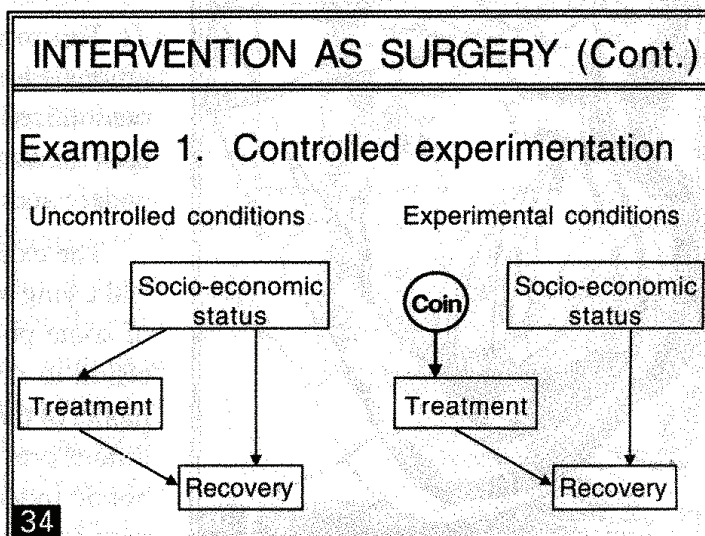 INTERVENTION AS SURGERY (Cont.)
Example 1. Controlled experimentation
Uncontrolled conditions
Socio-economic
status
Treatment
Recovery
Experimental conditions
Coin
Socio-economic
status
Treatment
Recovery
34